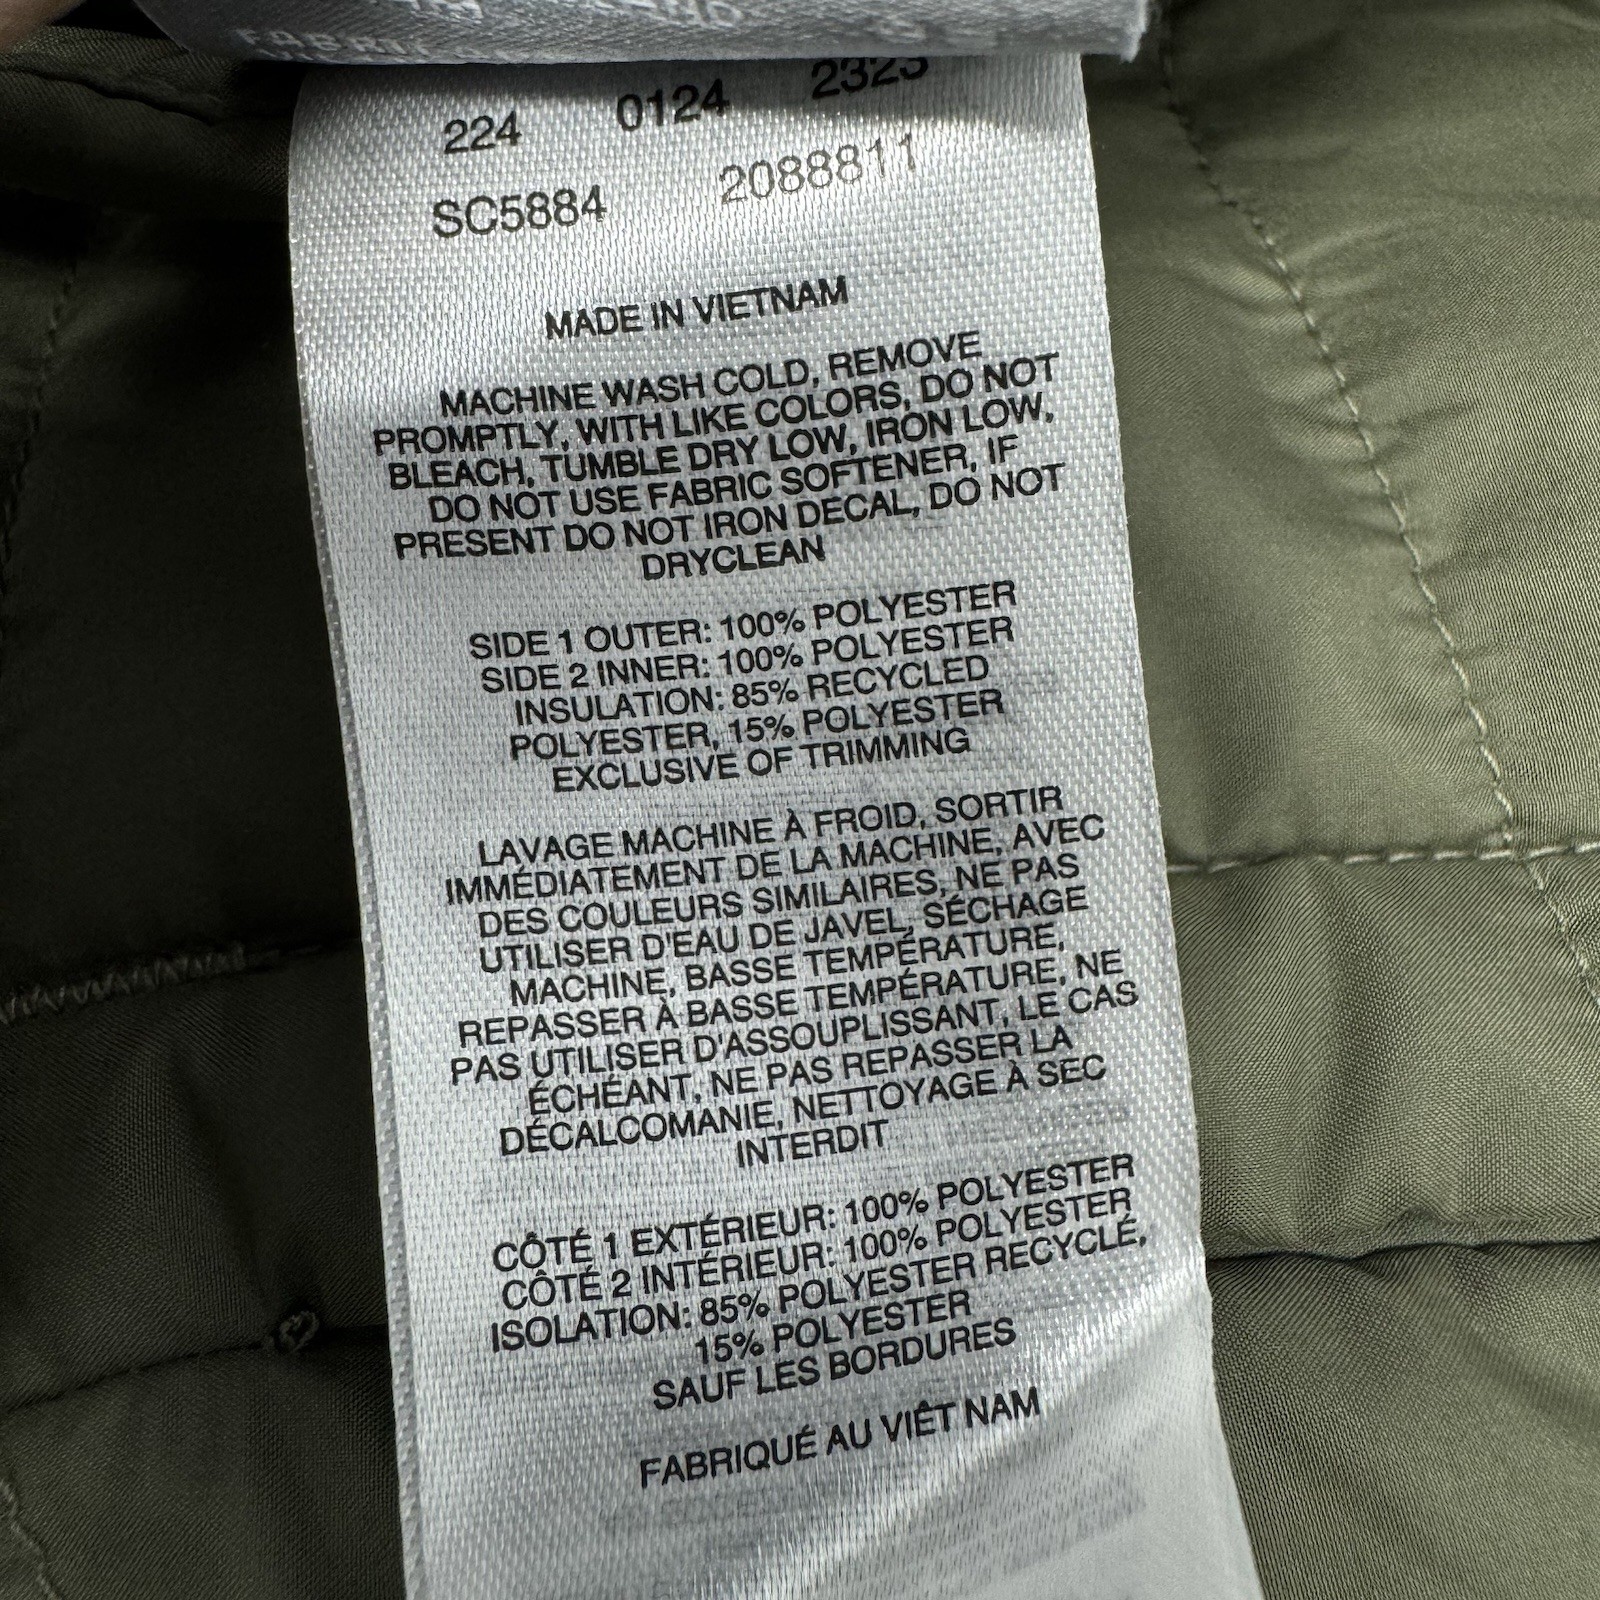 224 0124 2323
SC5884 2088811
MADE IN VIETNAM
MACHINE WASH COLD, REMOVE
PROMPTLY, WITH LIKE COLORS, DO NOT
BLEACH, TUMBLE DRY LOW, IRON LOW,
DO NOT USE FABRIC SOFTENER, IF
PRESENT DO NOT IRON DECAL, DO NOT
DRYCLEAN
SIDE 1 OUTER: 100% POLYESTER
SIDE 2 INNER: 100% POLYESTER
INSULATION: 85% RECYCLED
POLYESTER, 15% POLYESTER
EXCLUSIVE OF TRIMMING
LAVAGE MACHINE À FROID, SORTIR
IMMÉDIATEMENT DE LA MACHINE, AVEC
DES COULEURS SIMILAIRES, NE PAS
UTILISER D'EAU DE JAVEL, SÉCHAGE
MACHINE, BASSE TEMPÉRATURE,
REPASSER À BASSE TEMPÉRATURE, NE
PAS UTILISER D'ASSOUPLISSANT, LE CAS
ÉCHÉANT, NE PAS REPASSER LA
DÉCALCOMANIE, NETTOYAGE À SEC
INTERDIT
CÔTÉ 1 EXTÉRIEUR: 100% POLYESTER
CÔTÉ 2 INTÉRIEUR: 100% POLYESTER
ISOLATION: 85% POLYESTER RECYCLÉ,
15% POLYESTER
SAUF LES BORDURES
FABRIQUÉ AU VIÊT NAM